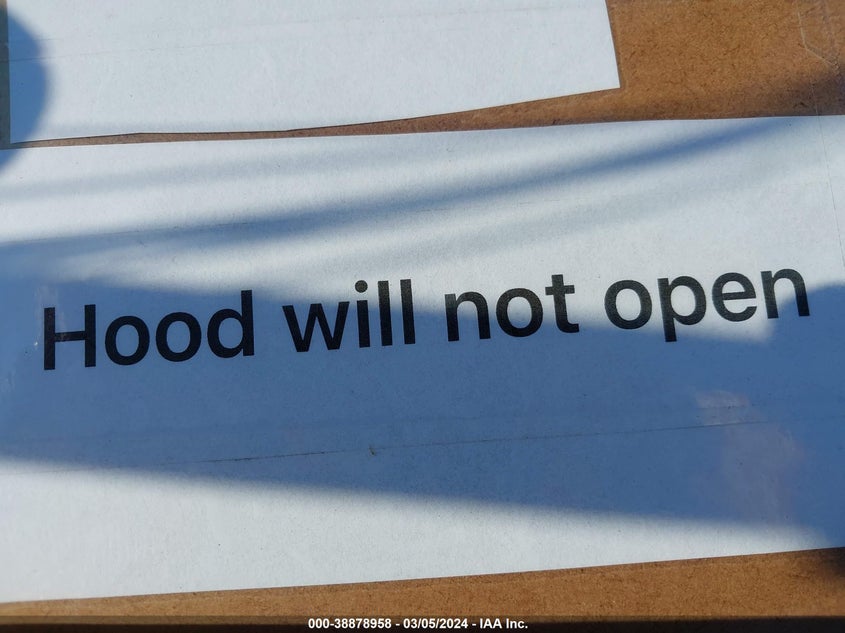 Hood will not open
000-38878958 - 03/05/2024 - IAA Inc.